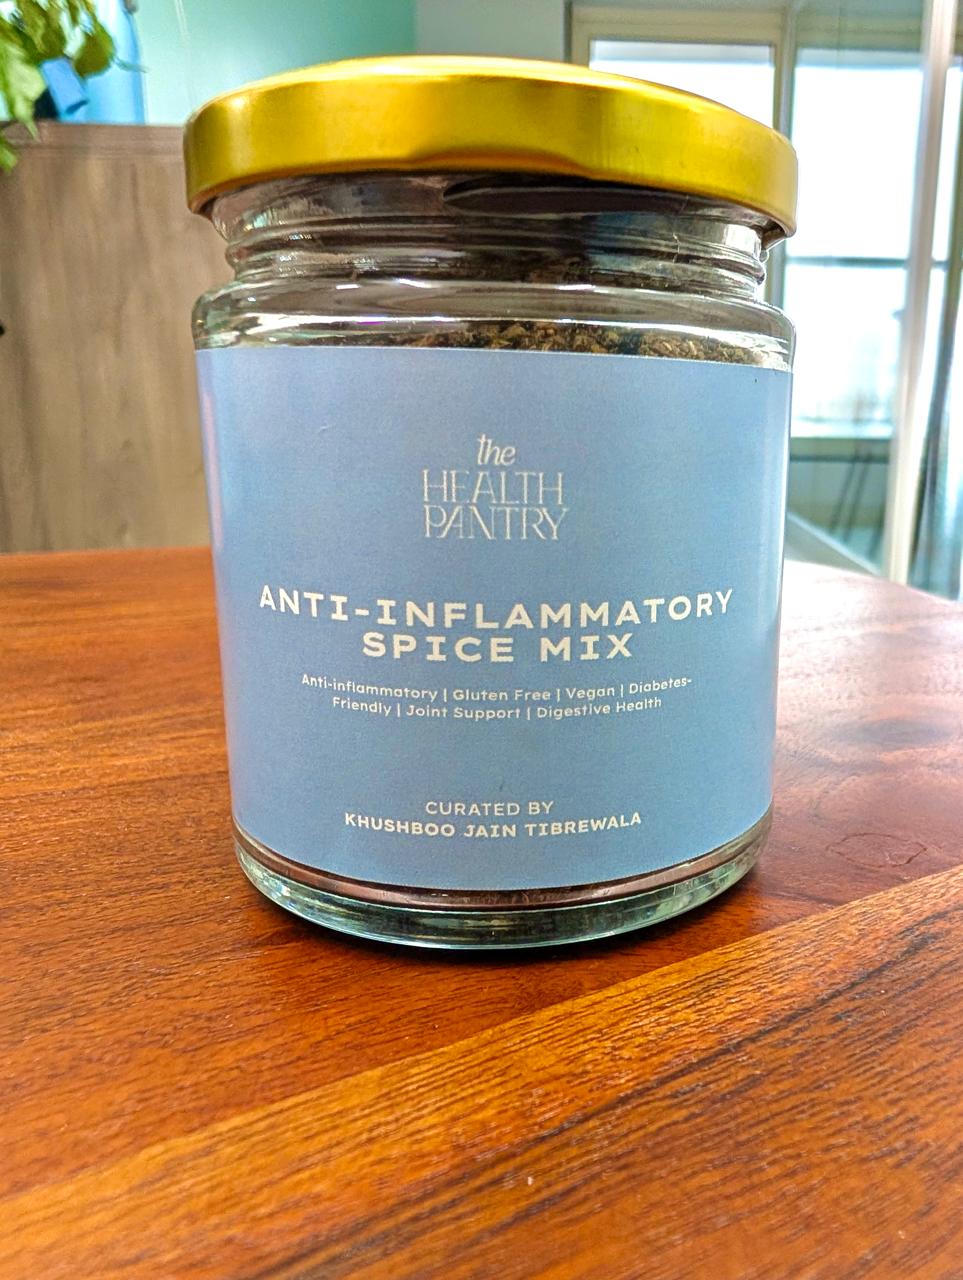 the
HEALTH
PANTRY
ANTI-INFLAMMATORY
SPICE MIX
Anti-inflammatory | Gluten Free | Vegan | Diabetes-
Friendly | Joint Support | Digestive Health
CURATED BY
KHUSHBOO JAIN TIBREWALA